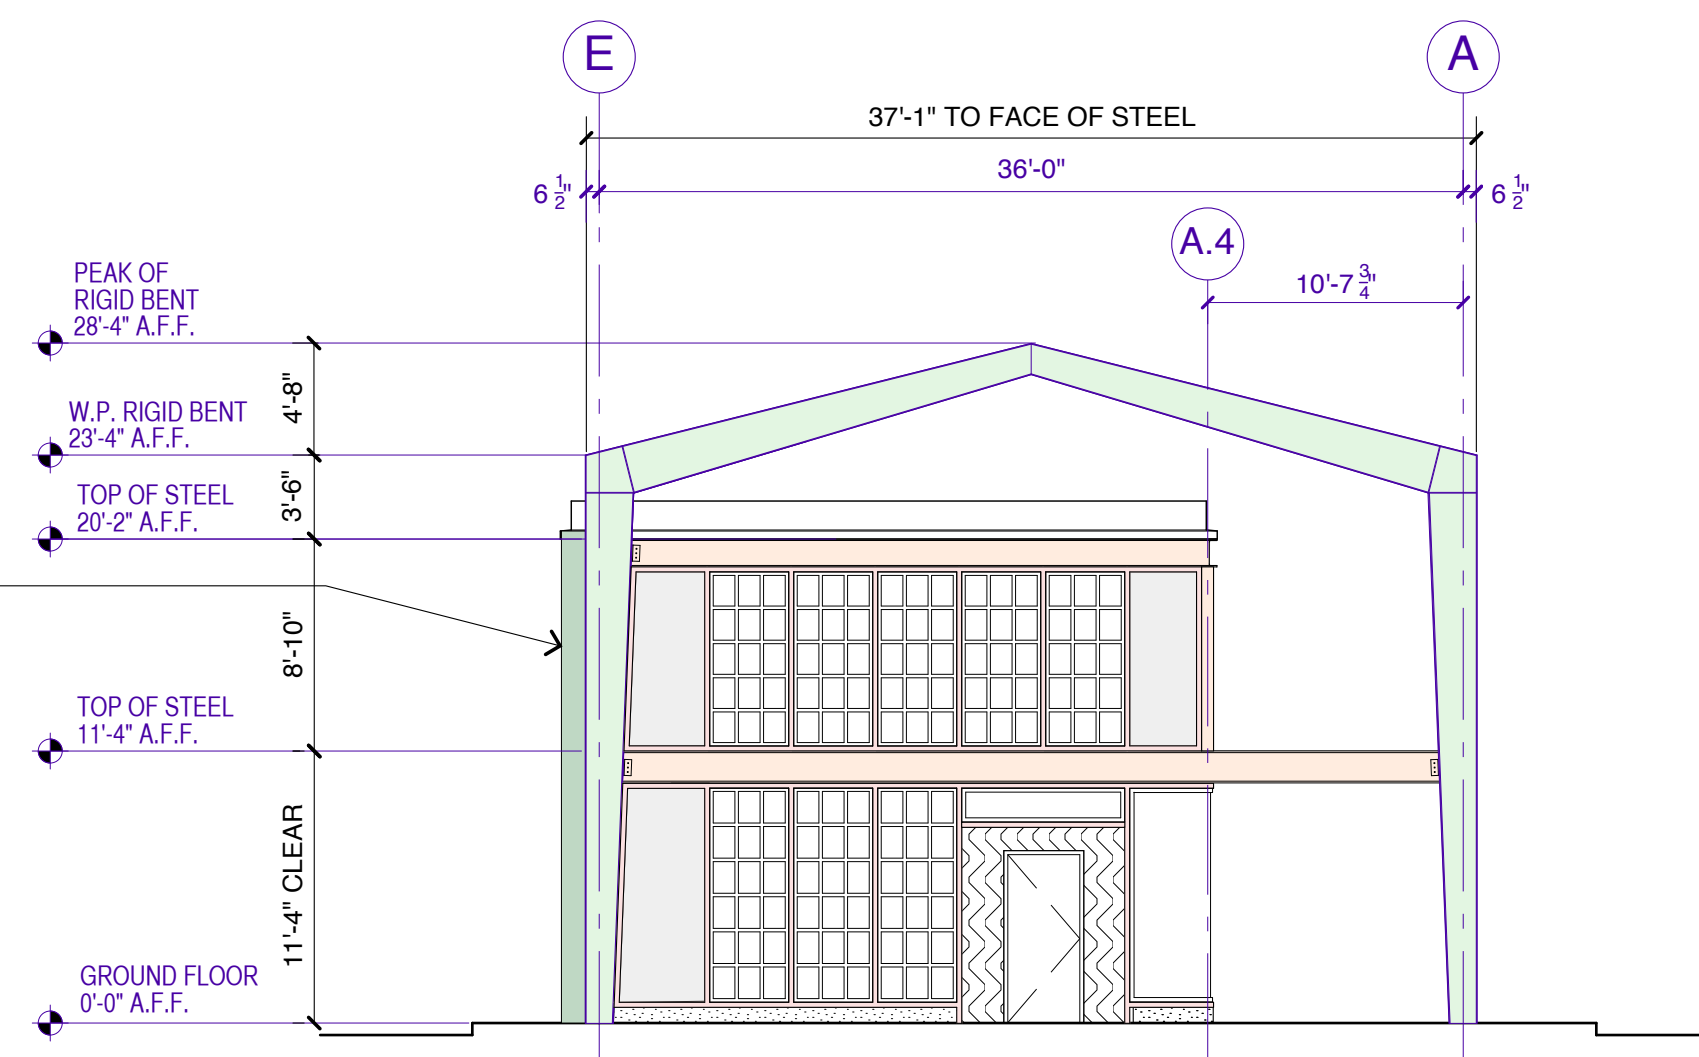 E
A
37'-1" TO FACE OF STEEL
36'-0"
6 1/2"
6 1/2"
A.4
10'-7 3/4"
PEAK OF
RIGID BENT
28'-4" A.F.F.
4'-8"
W.P. RIGID BENT
23'-4" A.F.F.
3'-6"
TOP OF STEEL
20'-2" A.F.F.
8'-10"
TOP OF STEEL
11'-4" A.F.F.
11'-4" CLEAR
GROUND FLOOR
0'-0" A.F.F.